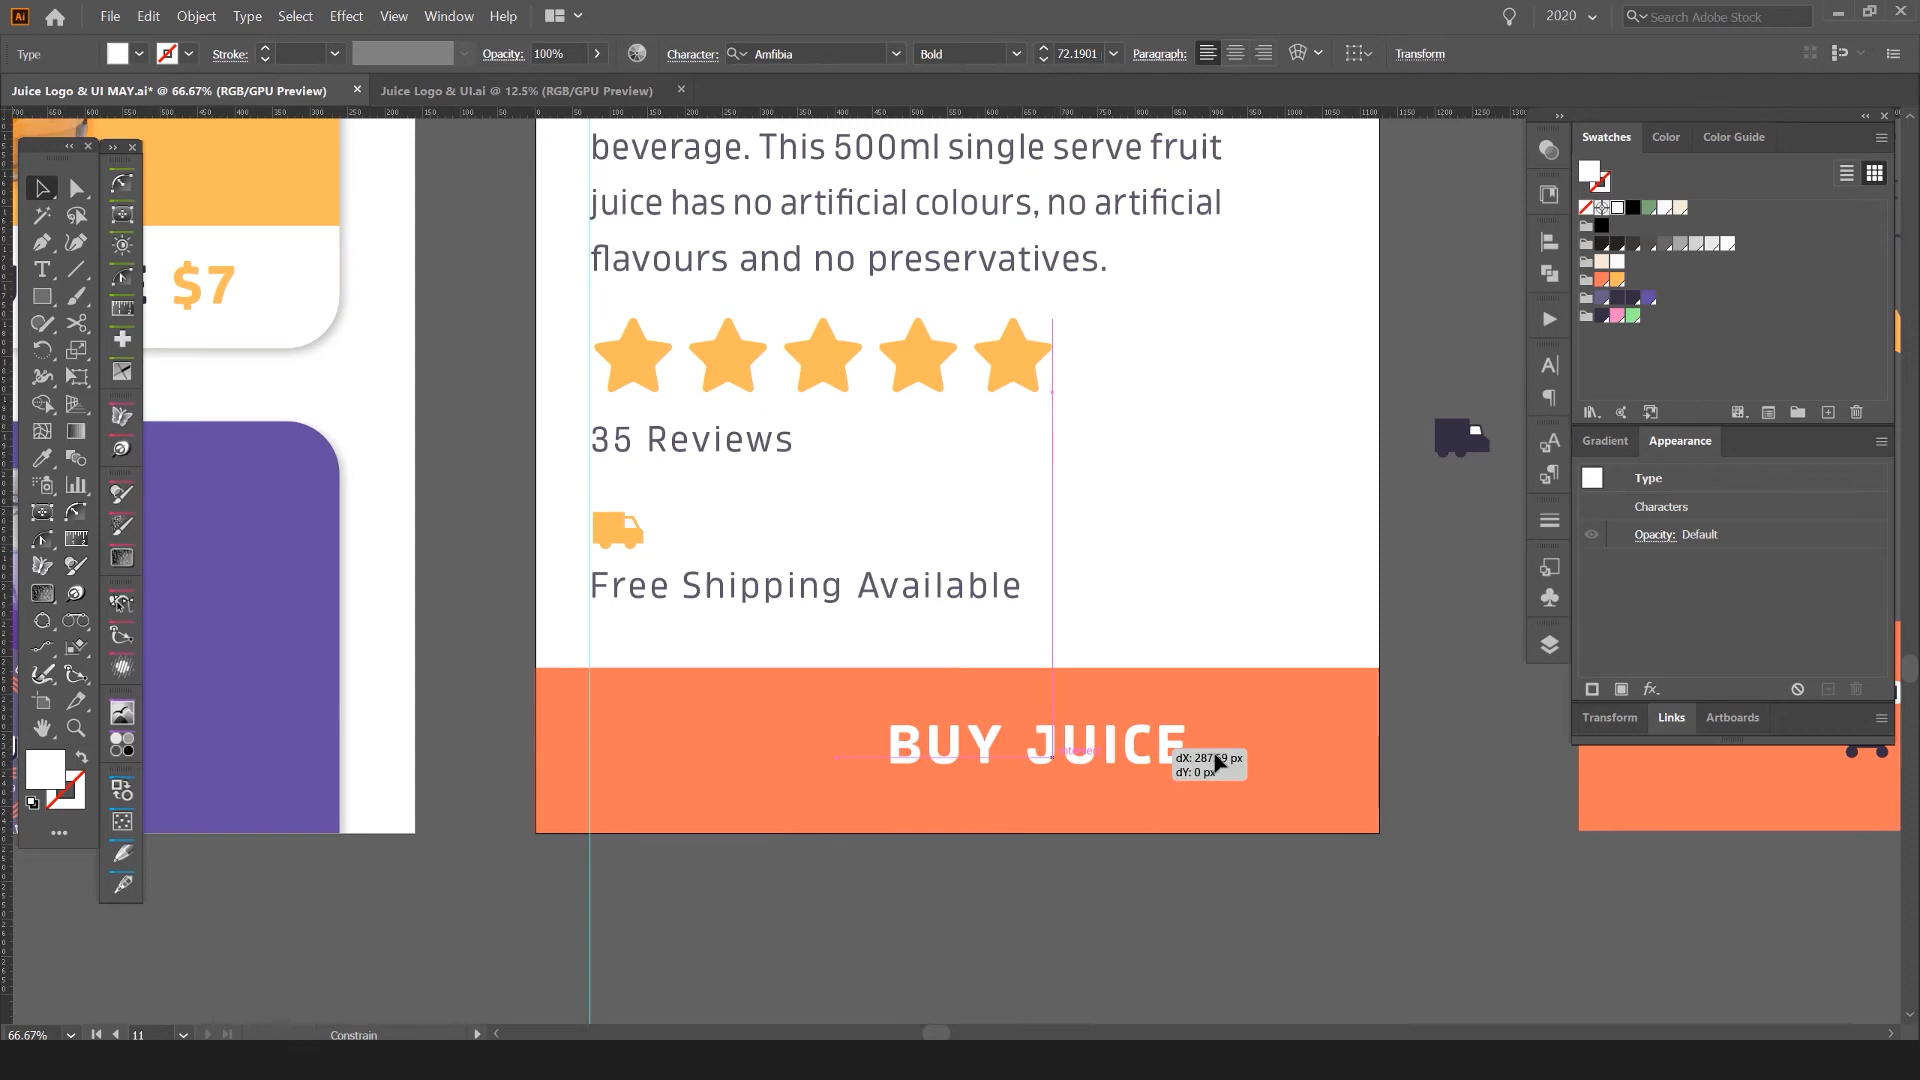 File Edit Object Type Select Effect View Window Help 2020 Search Adobe Stock
Type Stroke: Opacity: 100% Character: Amfibia Bold 72.1901 Paragraph: Transform
Juice Logo & UI MAY.ai* @ 66.67% (RGB/GPU Preview) Juice Logo & UI.ai @ 12.5% (RGB/GPU Preview)
Swatches Color Color Guide
beverage. This 500ml single serve fruit
juice has no artificial colours, no artificial
flavours and no preservatives.
$7
35 Reviews
Free Shipping Available
BUY JUICE
dX: 287.59 px
dY: 0 px
Gradient Appearance
Type
Characters
Opacity: Default
Transform Links Artboards
66.67% 11 Constrain